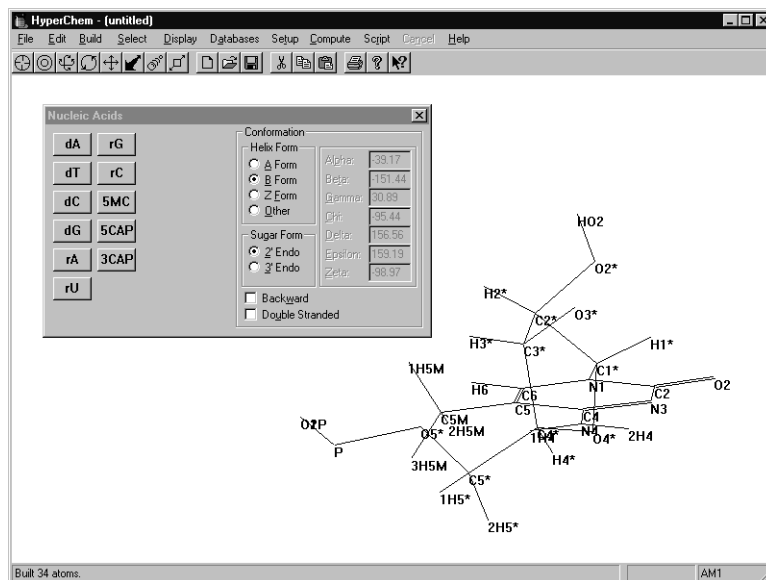 HyperChem - (untitled)
File Edit Build Select Display Databases Setup Compute Script Cancel Help
Nucleic Acids
dA rG
dT rC
dC 5MC
dG 5CAP
rA 3CAP
rU
Conformation
Helix Form
A Form
B Form
Z Form
Other
Sugar Form
2' Endo
3' Endo
Alpha: -39.17
Beta: -151.44
Gamma: 30.89
Chi: -95.44
Delta: 156.56
Epsilon: 159.19
Zeta: -98.97
Backward
Double Stranded
HO2
O2*
H2*
O3*
C2*
H3*
C3*
H1*
1H5M
C1*
H6
N1
O2
C6
C2
C5
N3
C5M
C4
O2P
O5*
2H5M
1H4
C4*
N4
O4*
2H4
P
3H5M
H4*
C5*
1H5*
2H5*
Built 34 atoms.
AM1